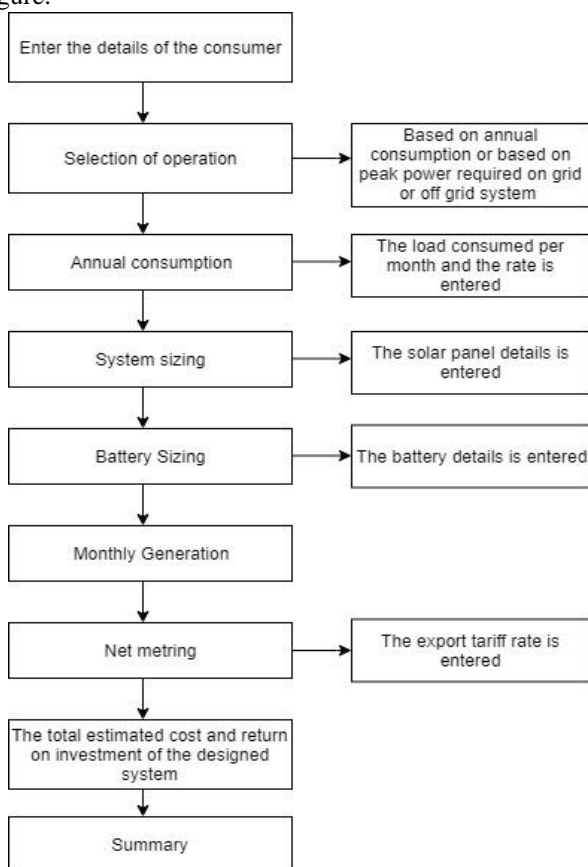 Enter the details of the consumer
Selection of operation
Based on annual
consumption or based on
peak power required on grid
or off grid system
Annual consumption
The load consumed per
month and the rate is
entered
System sizing
The solar panel details is
entered
Battery Sizing
The battery details is entered
Monthly Generation
Net metring
The export tariff rate is
entered
The total estimated cost and return
on investment of the designed
system
Summary